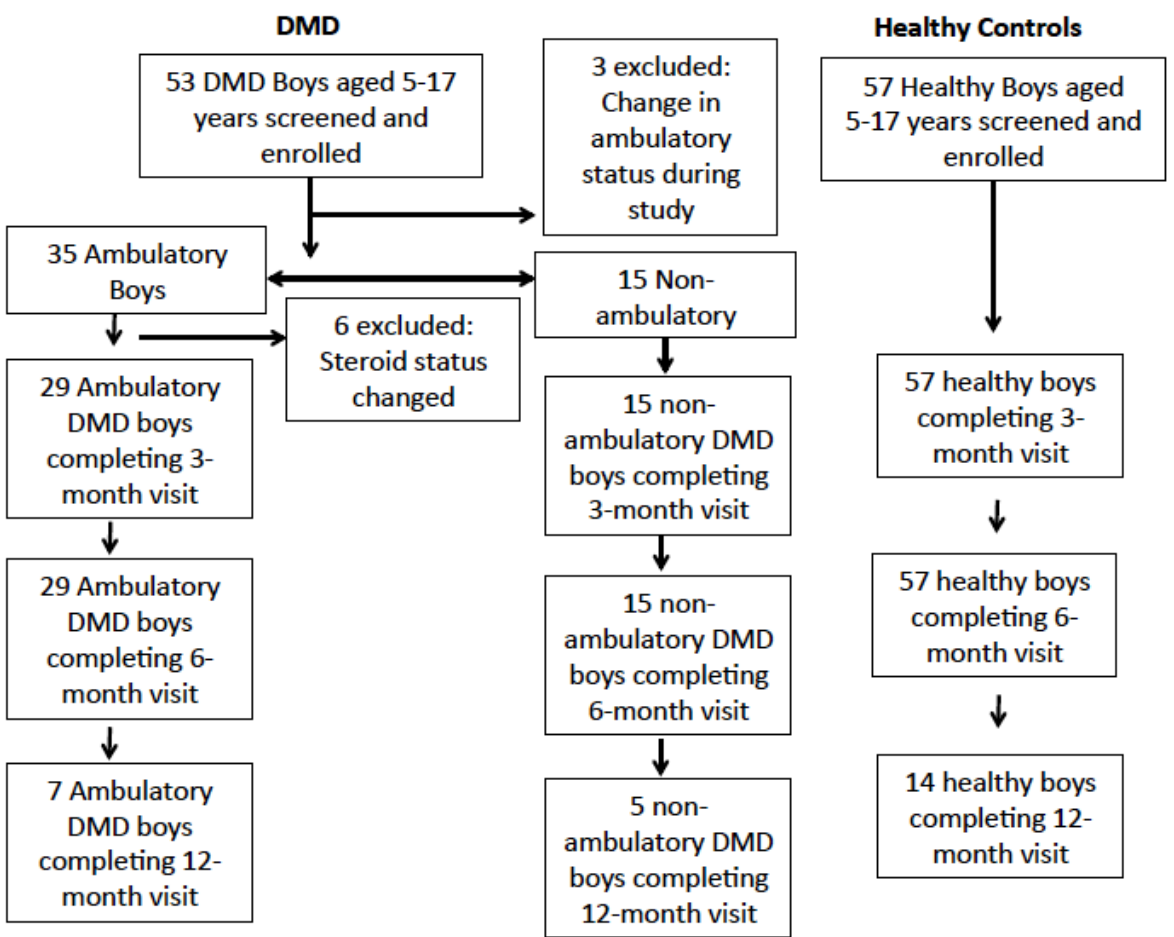 DMD
53 DMD Boys aged 5-17
years screened and
enrolled
3 excluded:
Change in
ambulatory
status during
study
35 Ambulatory
Boys
15 Non-
ambulatory
6 excluded:
Steroid status
changed
29 Ambulatory
DMD boys
completing 3-
month visit
15 non-
ambulatory DMD
boys completing
3-month visit
29 Ambulatory
DMD boys
completing 6-
month visit
15 non-
ambulatory DMD
boys completing
6-month visit
7 Ambulatory
DMD boys
completing 12-
month visit
5 non-
ambulatory DMD
boys completing
12-month visit
Healthy Controls
57 Healthy Boys aged
5-17 years screened and
enrolled
57 healthy boys
completing 3-
month visit
57 healthy boys
completing 6-
month visit
14 healthy boys
completing 12-
month visit